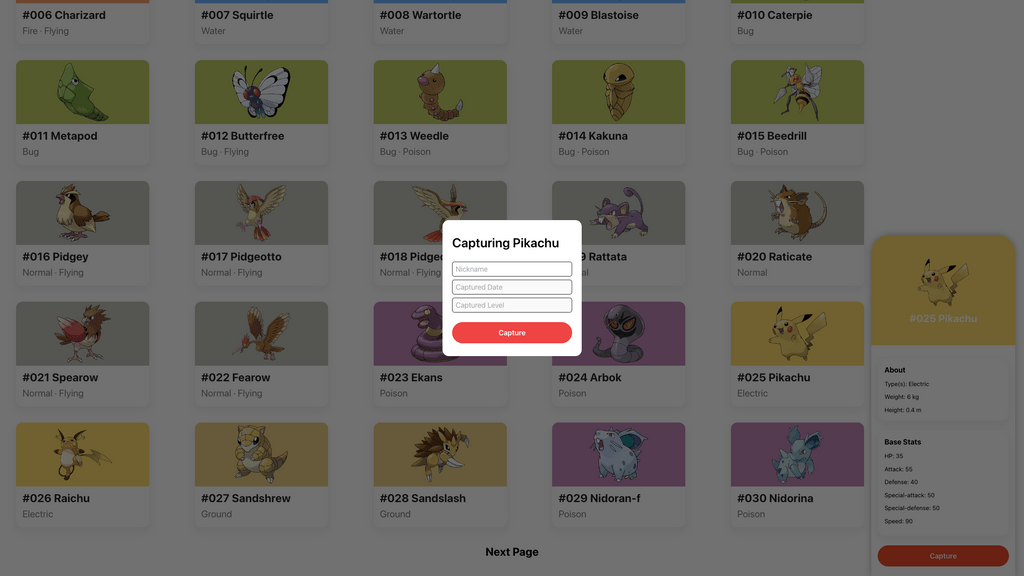 #006 Charizard
Fire · Flying
#007 Squirtle
Water
#008 Wartortle
Water
#009 Blastoise
Water
#010 Caterpie
Bug
#011 Metapod
Bug
#012 Butterfree
Bug · Flying
#013 Weedle
Bug · Poison
#014 Kakuna
Bug · Poison
#015 Beedrill
Bug · Poison
#016 Pidgey
Normal · Flying
#017 Pidgeotto
Normal · Flying
#018 Pidgeo
Normal · Flying
9 Rattata
al
#020 Raticate
Normal
#021 Spearow
Normal · Flying
#022 Fearow
Normal · Flying
#023 Ekans
Poison
#024 Arbok
Poison
#025 Pikachu
Electric
#026 Raichu
Electric
#027 Sandshrew
Ground
#028 Sandslash
Ground
#029 Nidoran-f
Poison
#030 Nidorina
Poison
Next Page
Capturing Pikachu
Nickname
Captured Date
Captured Level
Capture
#025 Pikachu
About
Type(s): Electric
Weight: 6 kg
Height: 0.4 m
Base Stats
HP: 35
Attack: 55
Defense: 40
Special-attack: 50
Special-defense: 50
Speed: 90
Capture